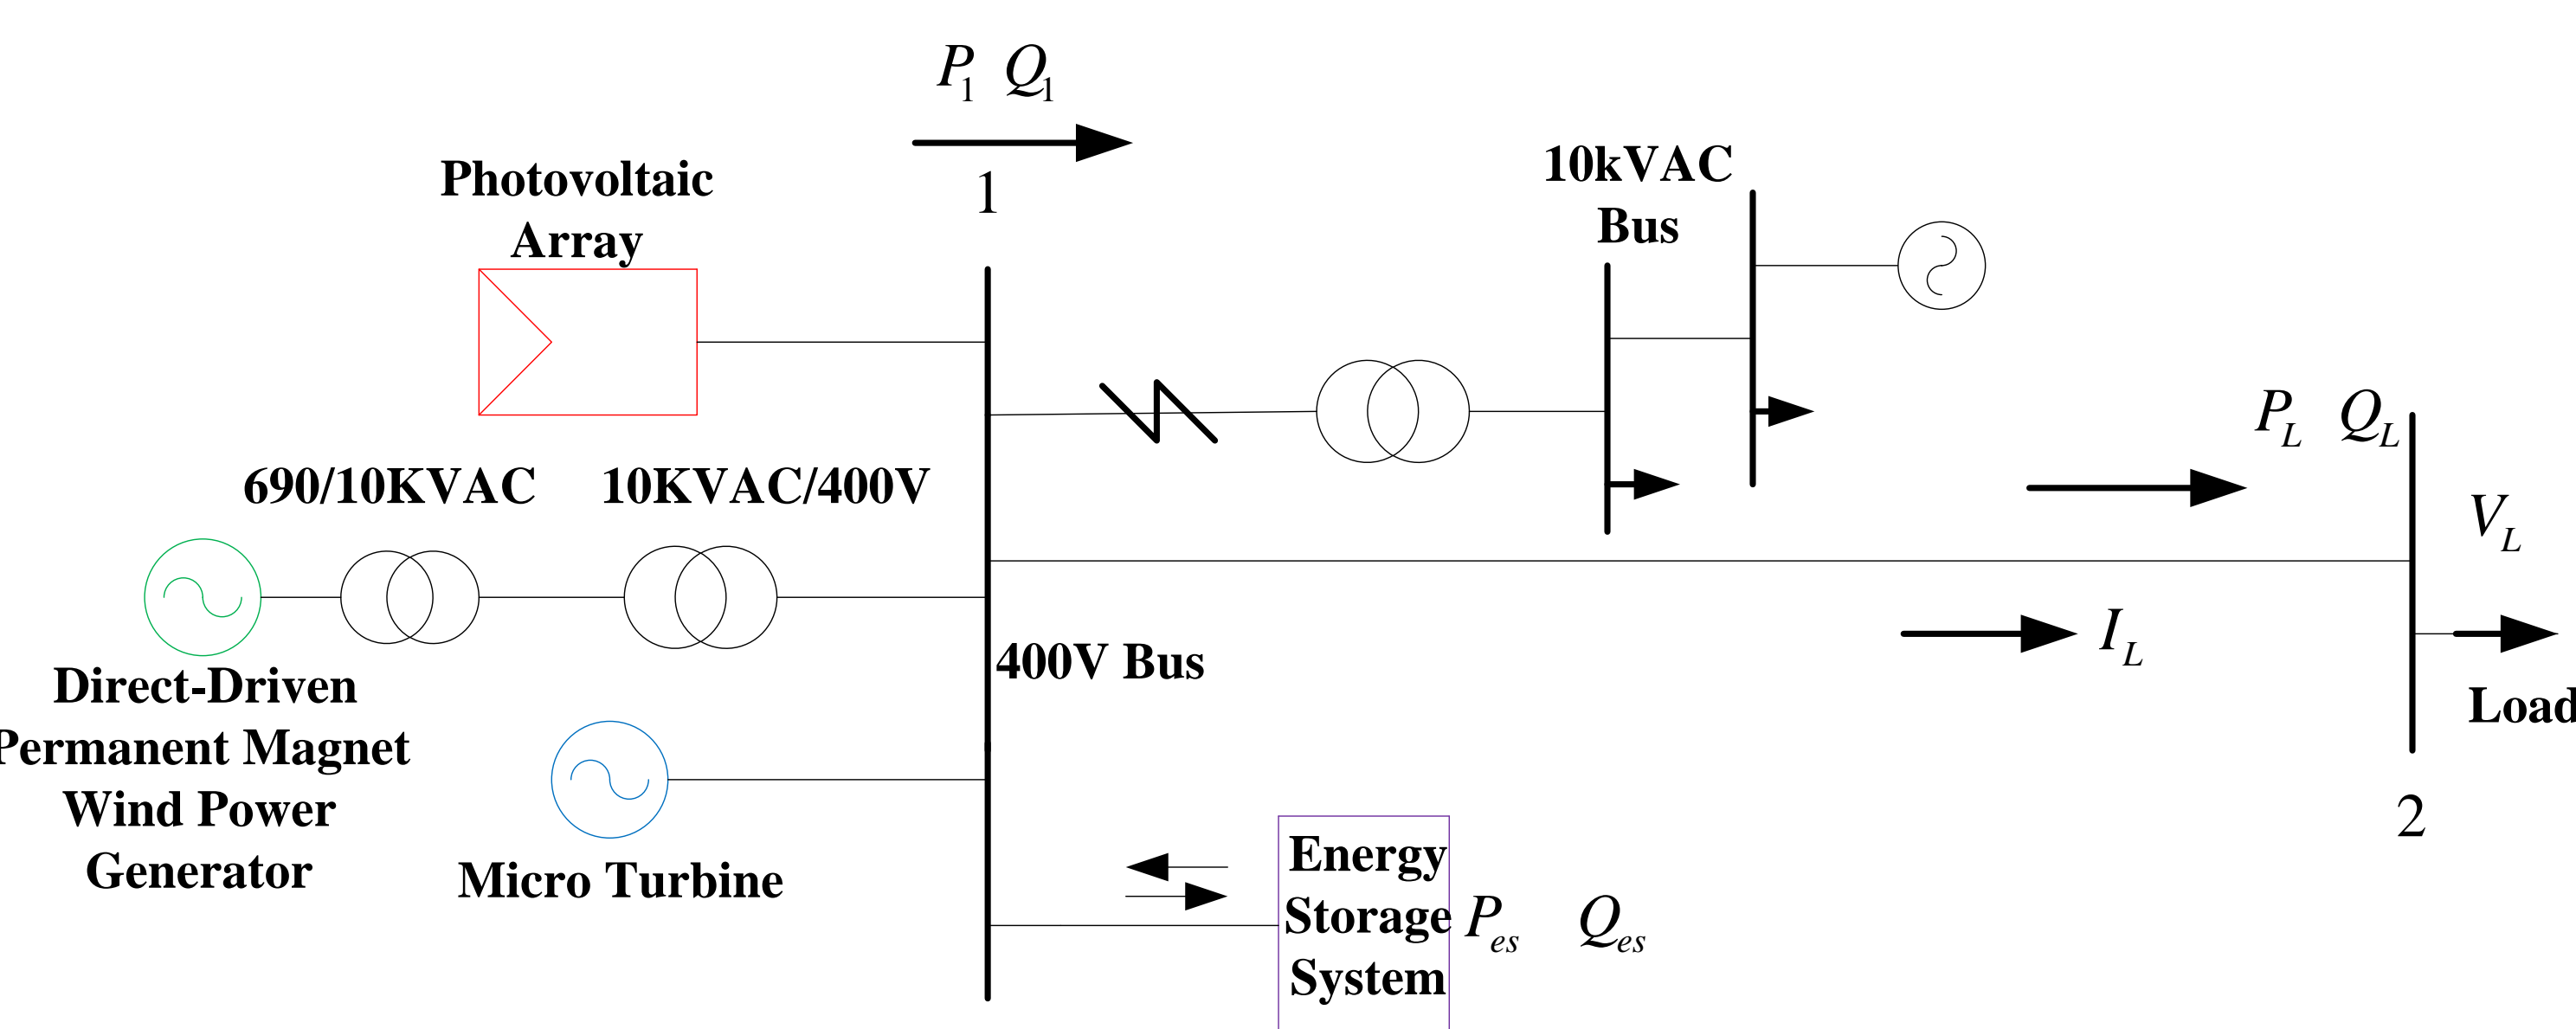 P1 Q1
1
Photovoltaic
Array
10kVAC
Bus
PL QL
690/10KVAC
10KVAC/400V
VL
IL
400V Bus
Direct-Driven
Permanent Magnet
Wind Power
Generator
Load
Micro Turbine
2
Energy
Storage
System
Pes Qes